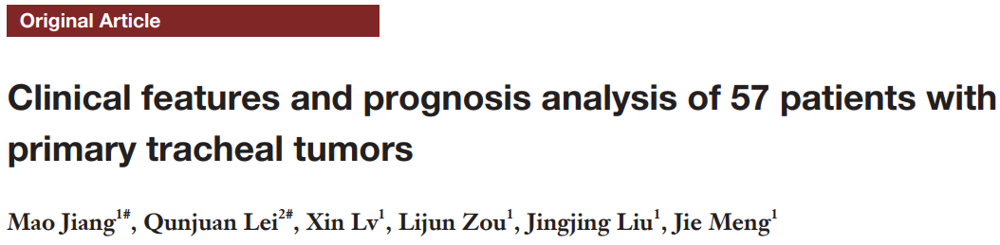 Original Article
Clinical features and prognosis analysis of 57 patients with
primary tracheal tumors
Mao Jiang1#, Qunjuan Lei2#, Xin Lv1, Lijun Zou1, Jingjing Liu1, Jie Meng1